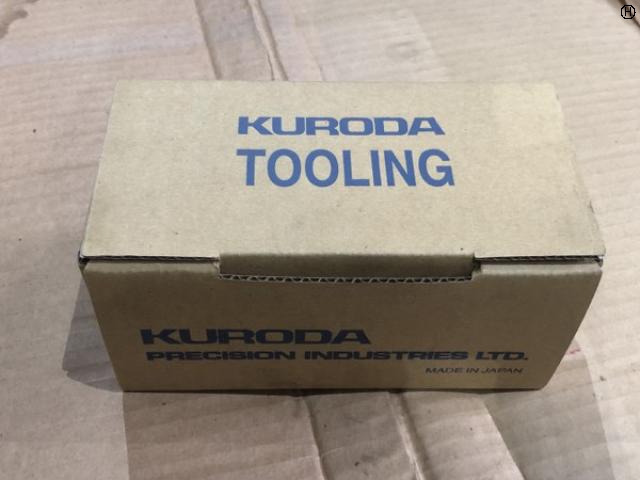 KURODA
TOOLING
KURODA
PRECISION INDUSTRIES LTD.
MADE IN JAPAN
H